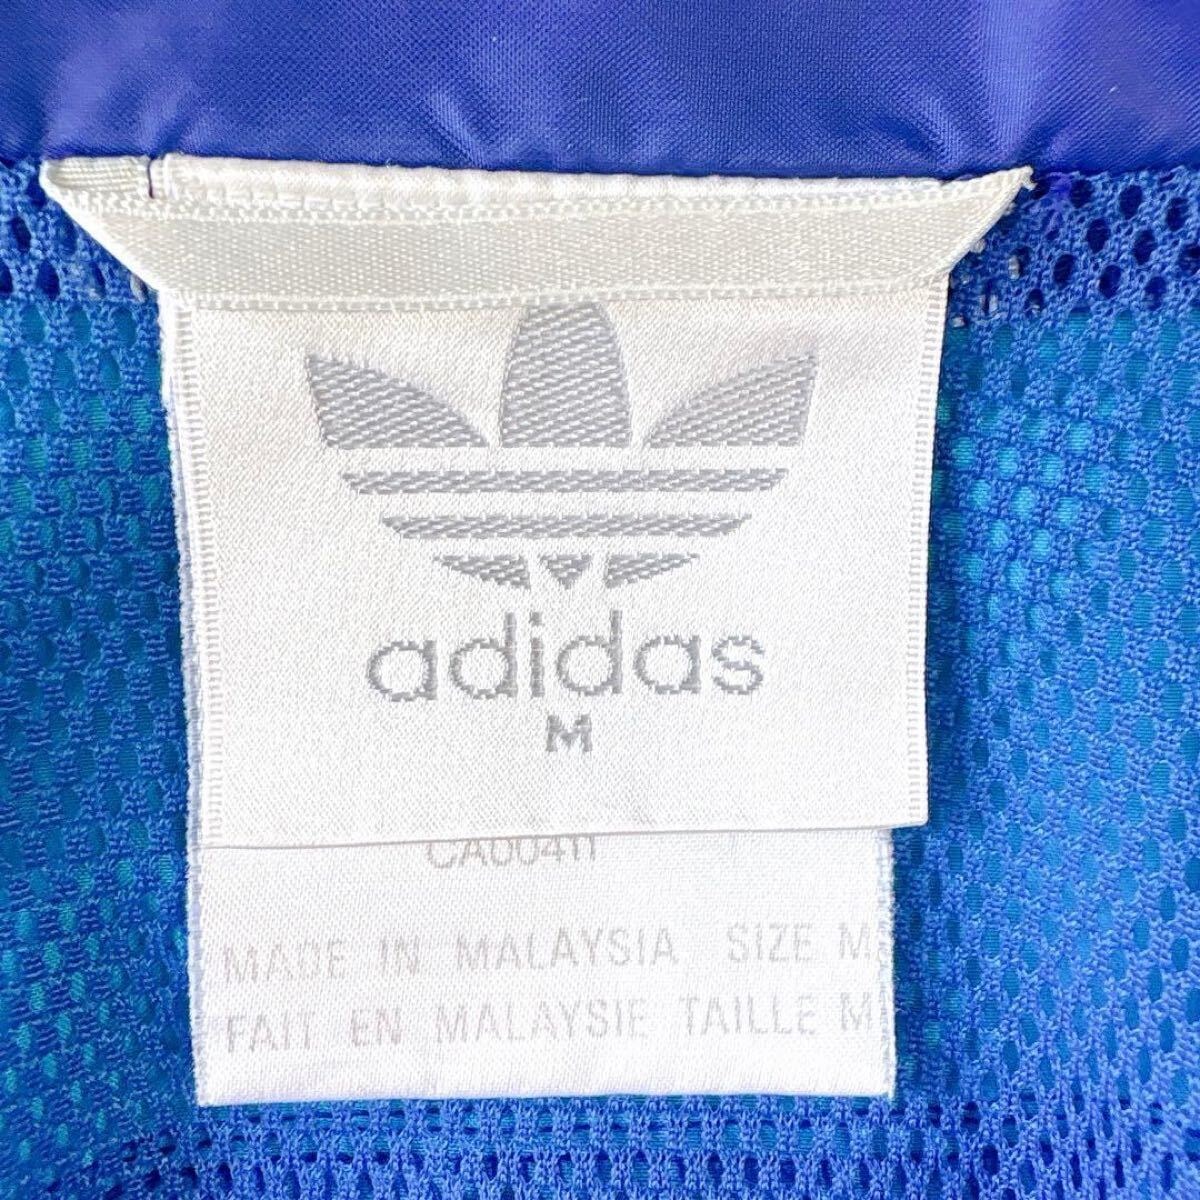 adidas
M
MADE IN MALAYSIA SIZE M
FAIT EN MALAYSIE TAILLE M